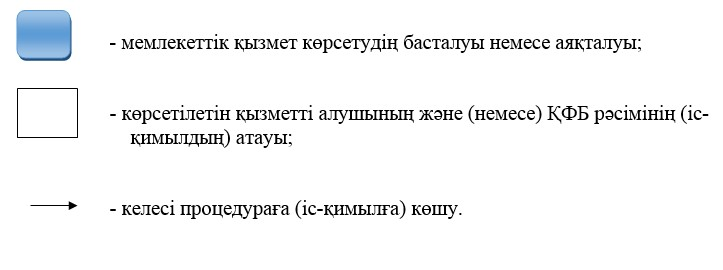 - мемлекеттік қызмет көрсетудің басталуы немесе аяқталуы;
- көрсетілетін қызметті алушының және (немесе) ҚФБ рәсімінің (іс-
қимылдың) атауы;
- келесі процедураға (іс-қимылға) көшу.